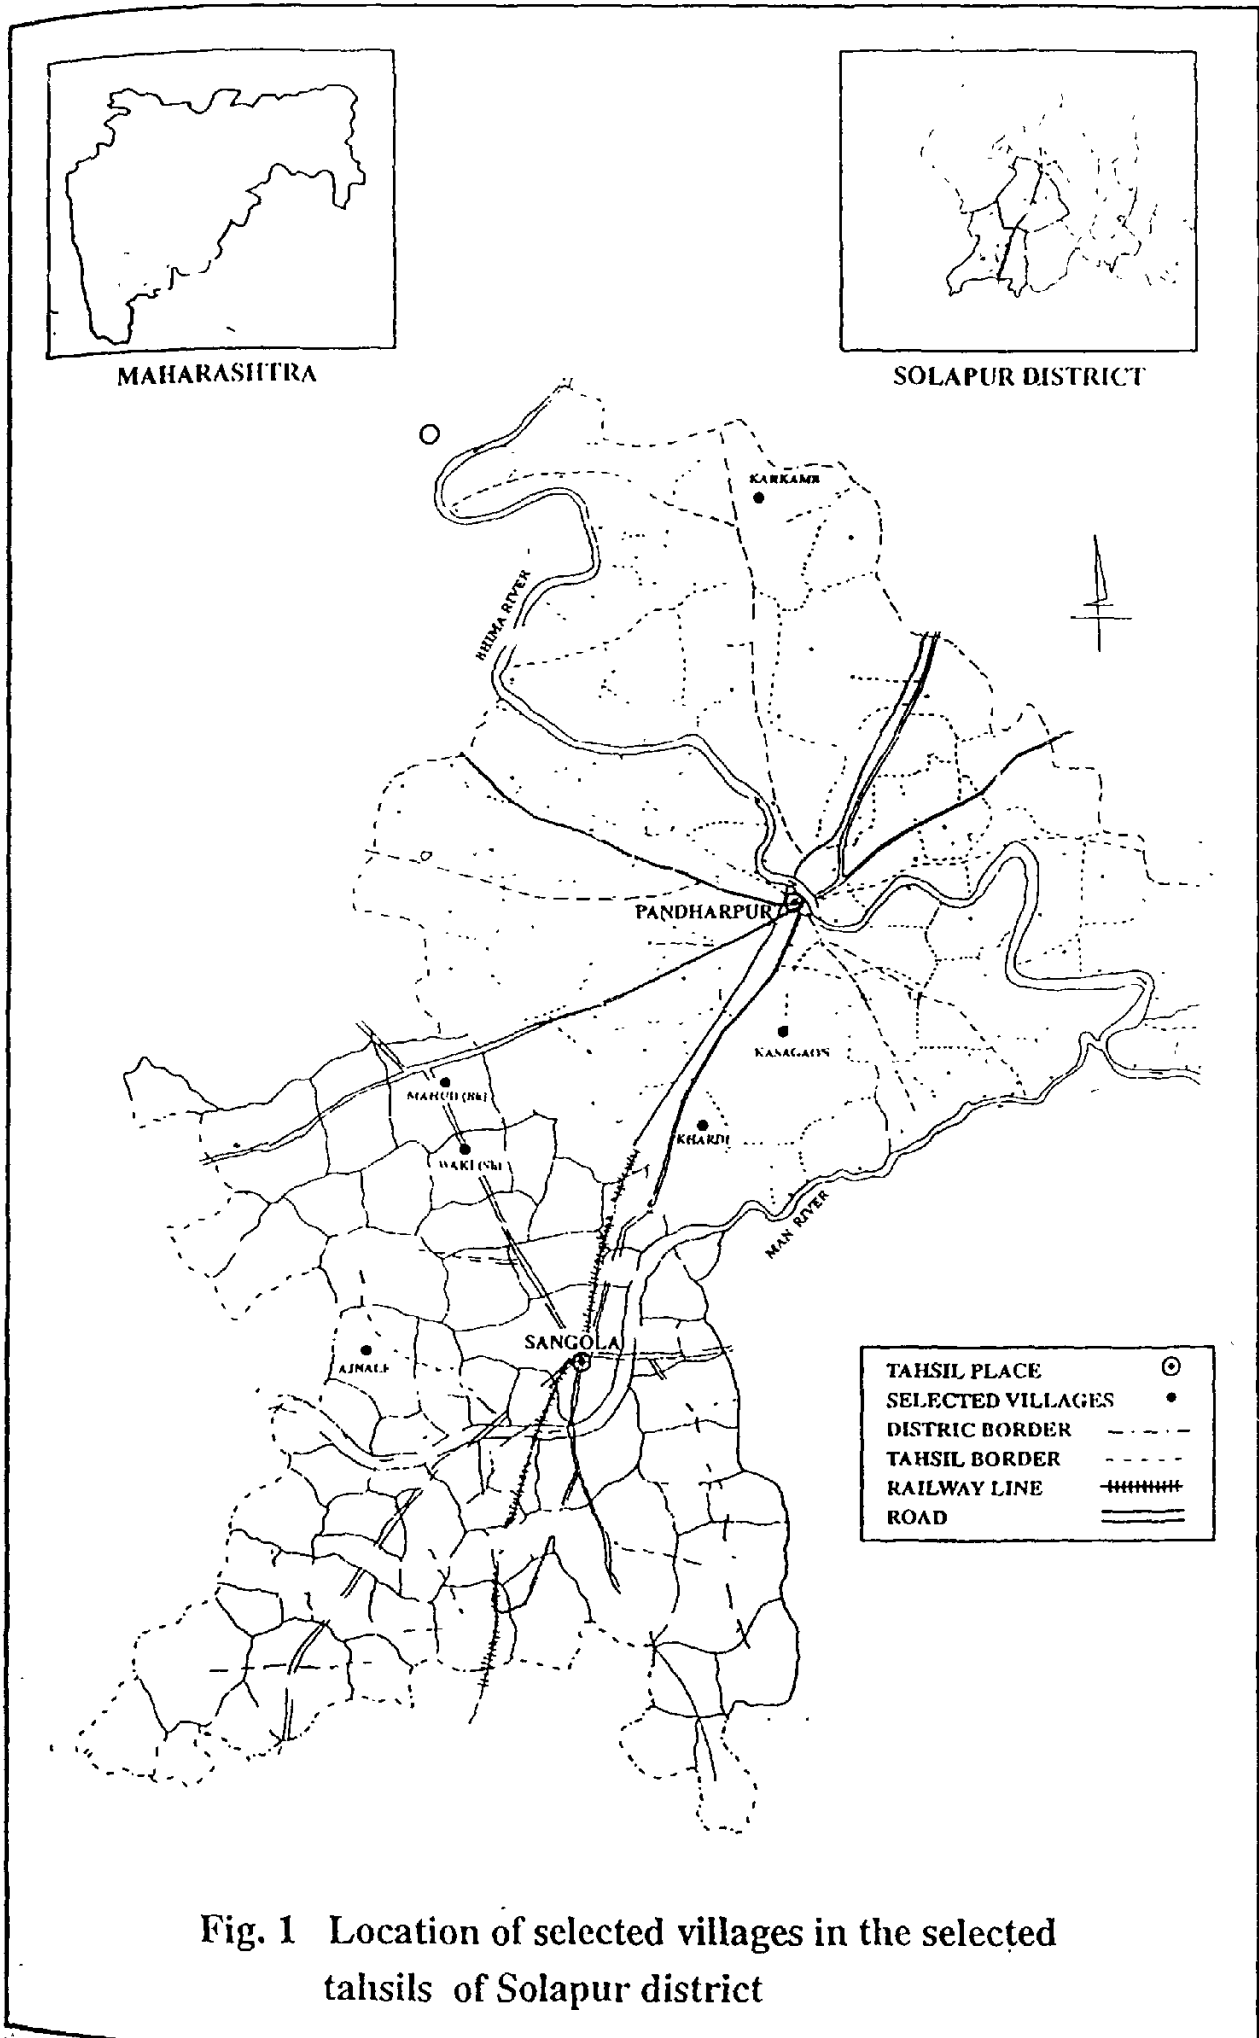 MAHARASHTRA
SOLAPUR DISTRICT
KARKAMB
BHIMA RIVER
PANDHARPUR
KASAGAON
MAHUD (Bk)
KHARDI
WAKI (Sk)
MAN RIVER
SANGOLA
AJNALE
TAHSIL PLACE
SELECTED VILLAGES
DISTRIC BORDER
TAHSIL BORDER
RAILWAY LINE
ROAD
Fig. 1 Location of selected villages in the selected
tahsils of Solapur district